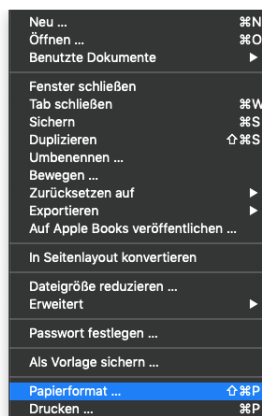 Neu ... ⌘N
Öffnen ... ⌘O
Benutzte Dokumente ▶
Fenster schließen
Tab schließen ⌘W
Sichern ⌘S
Duplizieren ⇧⌘S
Umbenennen ...
Bewegen ...
Zurücksetzen auf ▶
Exportieren ▶
Auf Apple Books veröffentlichen ...
In Seitenlayout konvertieren
Dateigröße reduzieren ...
Erweitert ▶
Passwort festlegen ...
Als Vorlage sichern ...
Papierformat ... ⇧⌘P
Drucken ... ⌘P